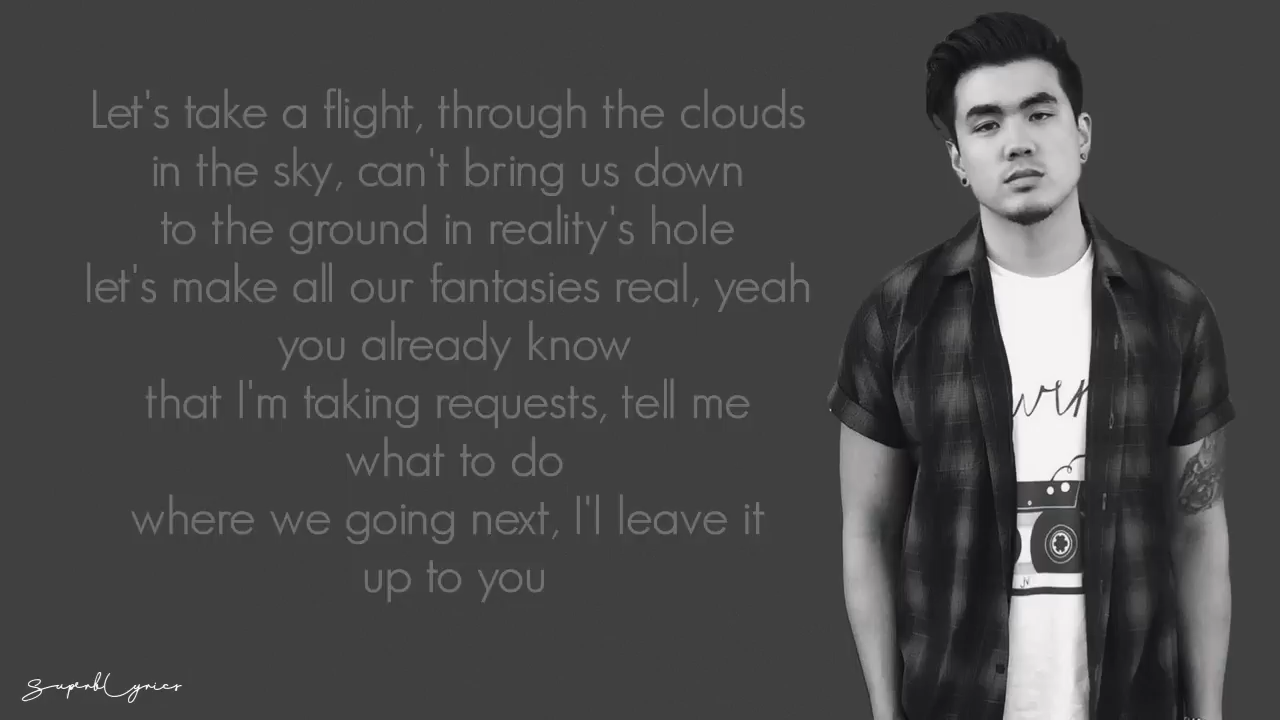 Let's take a flight, through the clouds
in the sky, can't bring us down
to the ground in reality's hole
let's make all our fantasies real, yeah
you already know
that I'm taking requests, tell me
what to do
where we going next, I'l leave it
up to you
SuperbLyrics
JV